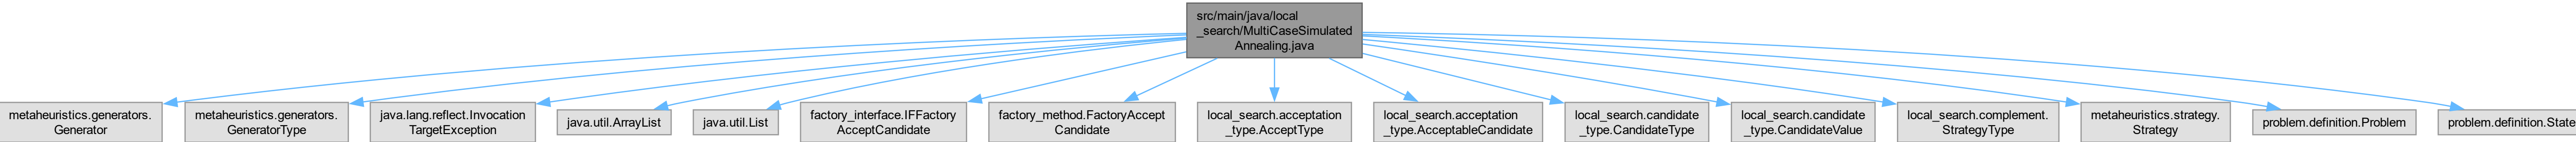 src/main/java/local
_search/MultiCaseSimulated
Annealing.java
metaheuristics.generators.
Generator
metaheuristics.generators.
GeneratorType
java.lang.reflect.Invocation
TargetException
java.util.ArrayList
java.util.List
factory_interface.IFFactory
AcceptCandidate
factory_method.FactoryAccept
Candidate
local_search.acceptation
_type.AcceptType
local_search.acceptation
_type.AcceptableCandidate
local_search.candidate
_type.CandidateType
local_search.candidate
_type.CandidateValue
local_search.complement.
StrategyType
metaheuristics.strategy.
Strategy
problem.definition.Problem
problem.definition.State